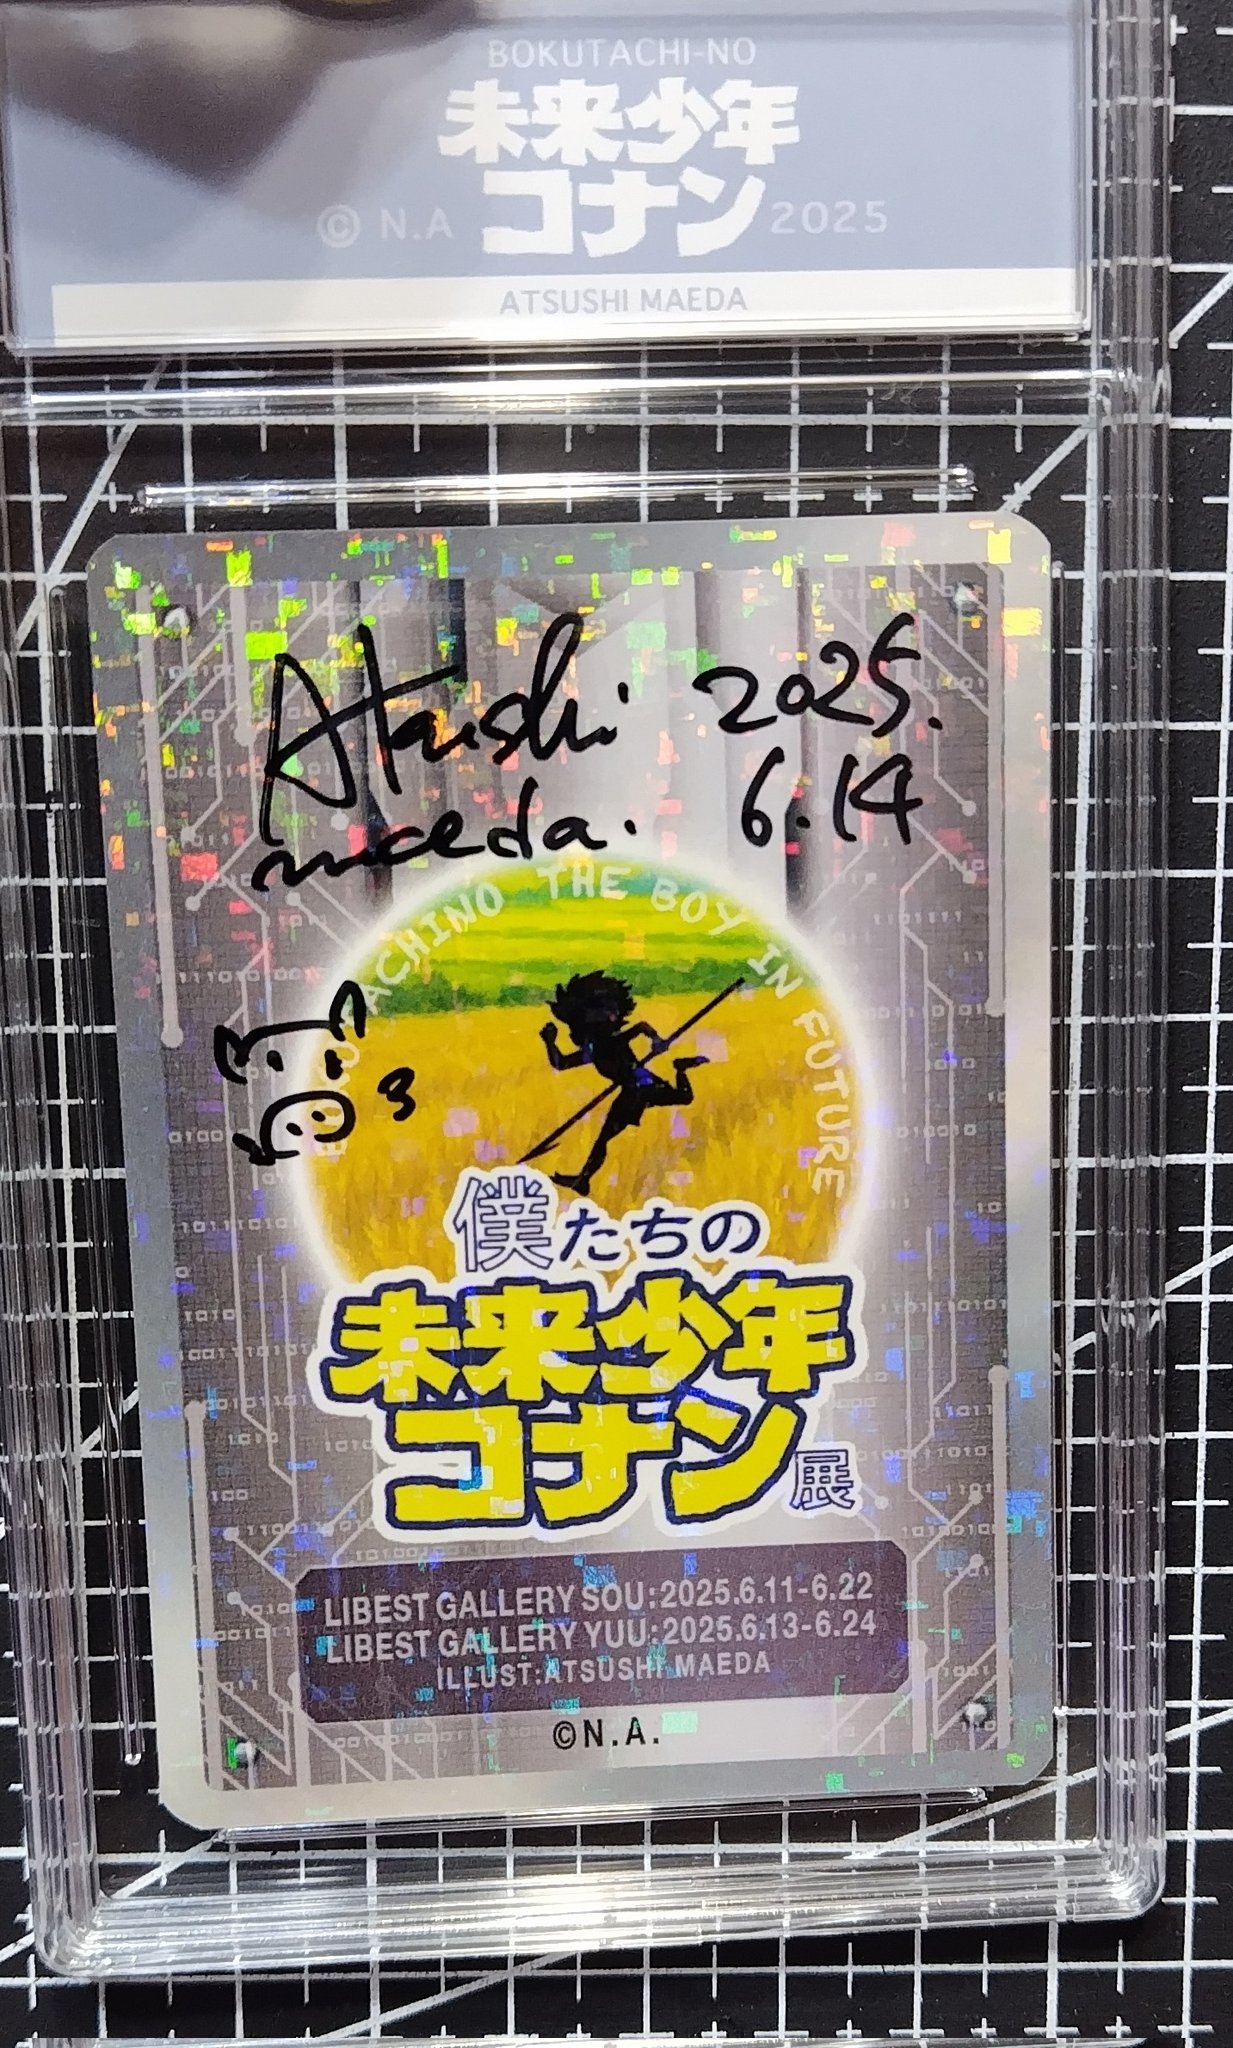 BOKUTACHI-NO
未来少年
コナン
© N.A
2025
ATSUSHI MAEDA
Atsushi
maeda.
2025.
6.14
BOKUTACHINO THE BOY IN FUTURE
僕たちの
未来少年
コナン展
LIBEST GALLERY SOU:2025.6.11-6.22
LIBEST GALLERY YUU:2025.6.13-6.24
ILLUST:ATSUSHI MAEDA
©N.A.